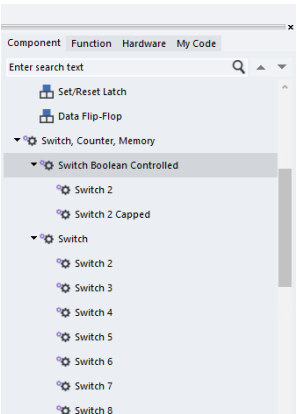 Component Function Hardware My Code
Enter search text
Set/Reset Latch
Data Flip-Flop
Switch, Counter, Memory
Switch Boolean Controlled
Switch 2
Switch 2 Capped
Switch
Switch 2
Switch 3
Switch 4
Switch 5
Switch 6
Switch 7
Switch 8